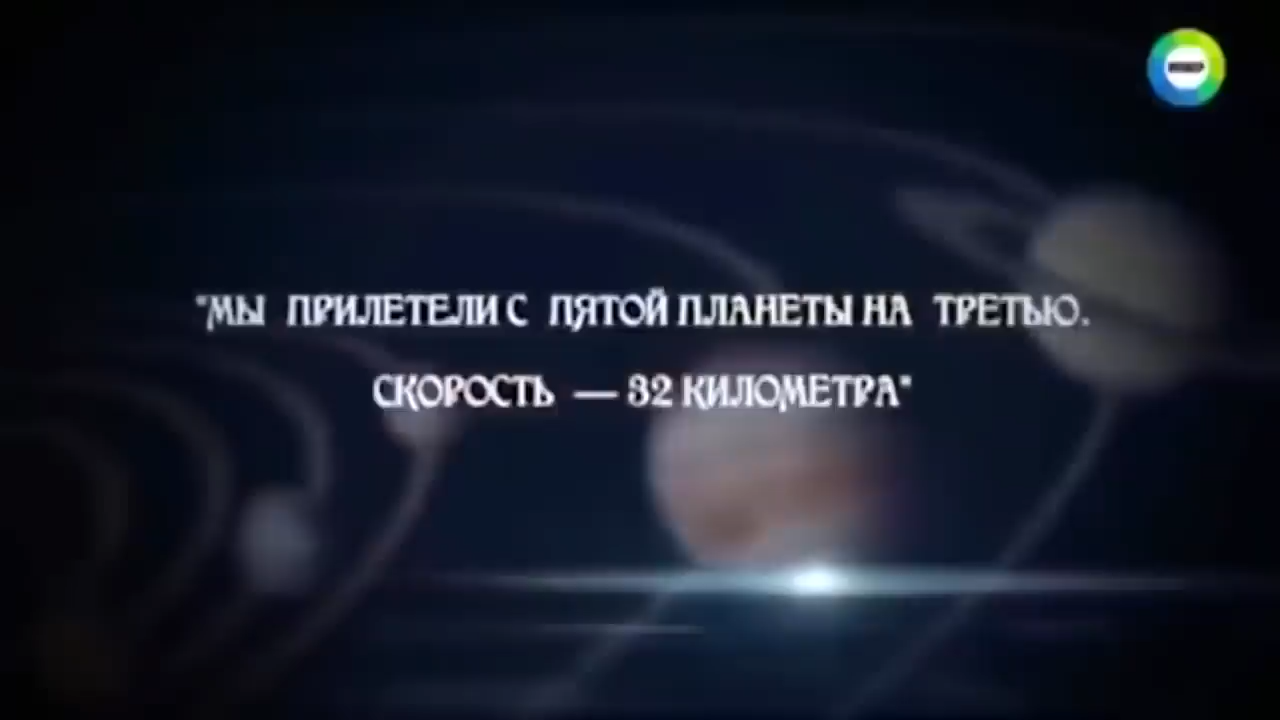 "МЫ ПРИЛЕТЕЛИ С ПЯТОЙ ПЛАНЕТЫ НА ТРЕТЬЮ.
СКОРОСТЬ — 32 КИЛОМЕТРА"